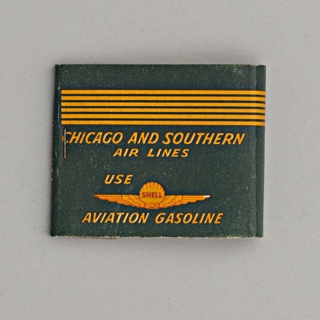 CHICAGO AND SOUTHERN
AIR LINES
USE
SHELL
AVIATION GASOLINE